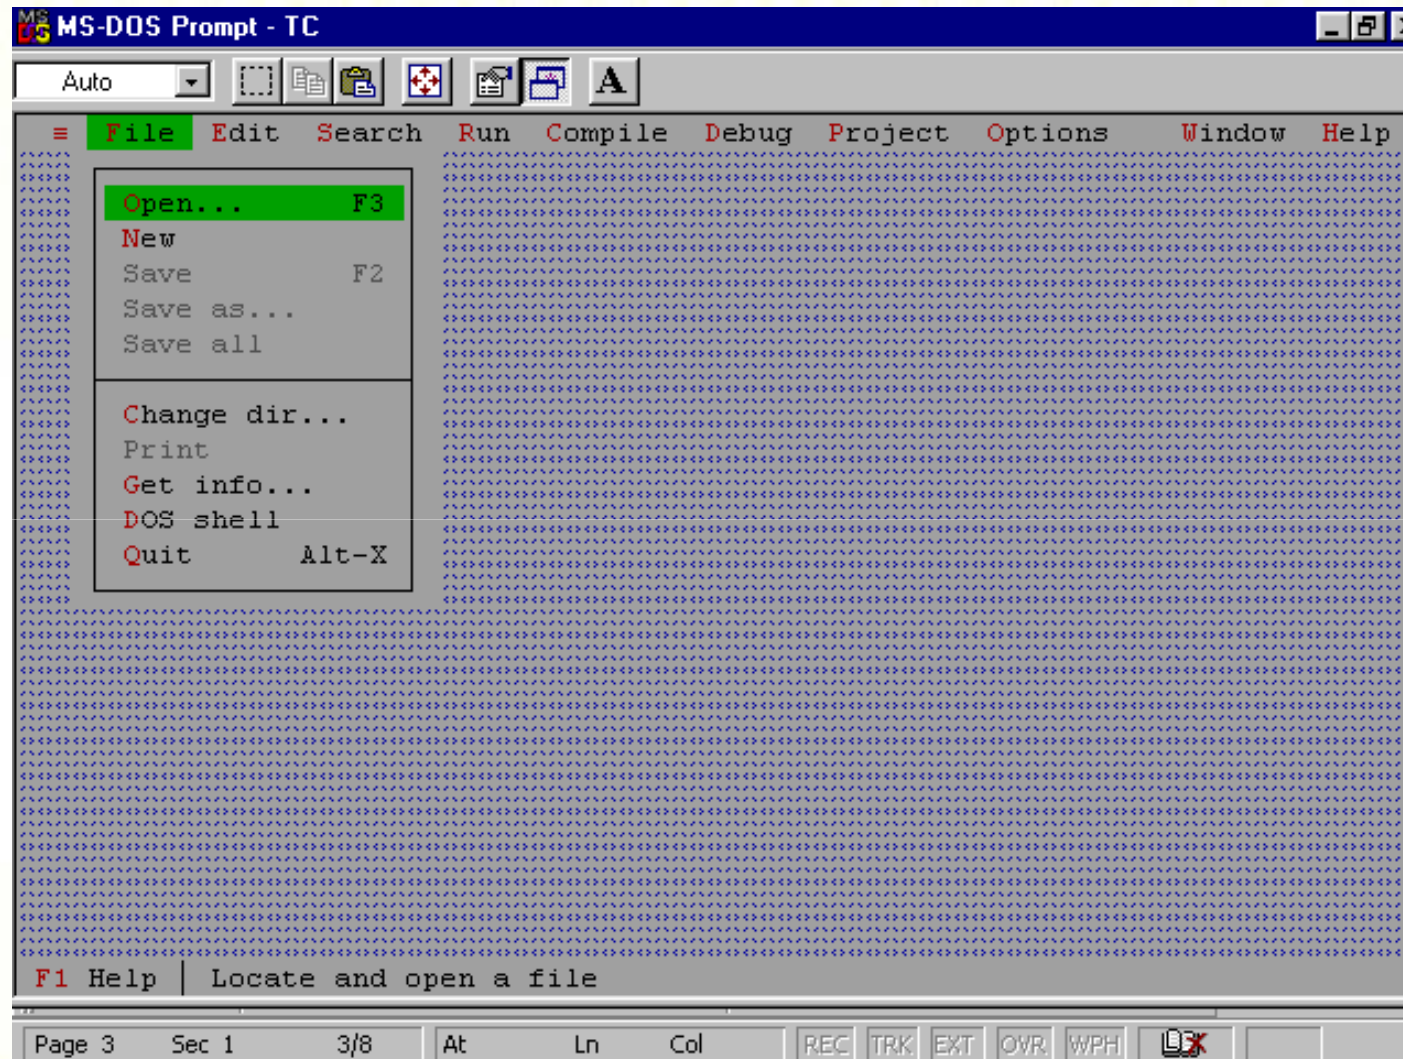 MS-DOS Prompt - TC
Auto A
≡ File Edit Search Run Compile Debug Project Options Window Help
Open... F3
New
Save F2
Save as...
Save all
Change dir...
Print
Get info...
DOS shell
Quit Alt-X
F1 Help | Locate and open a file
Page 3 Sec 1 3/8 At Ln Col REC TRK EXT OVR WPH